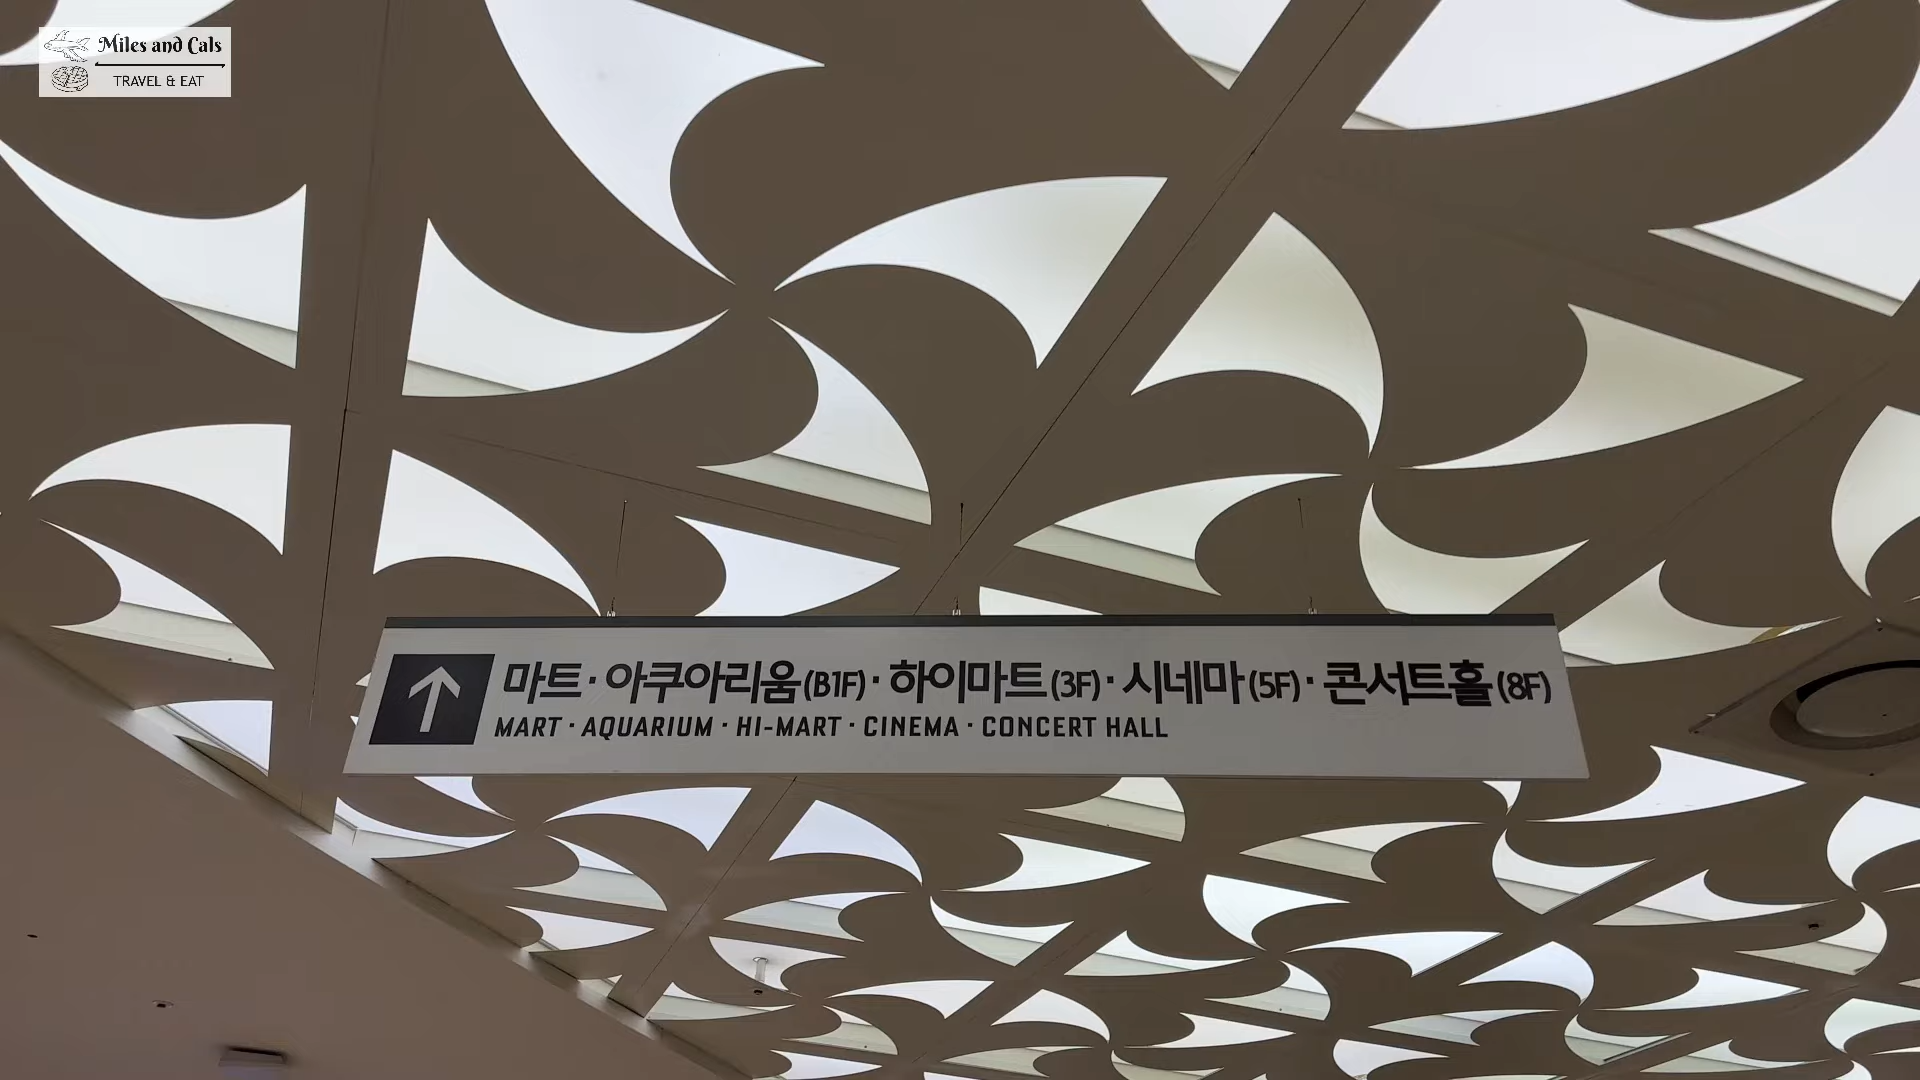 Miles and Cals
TRAVEL & EAT
마트 · 아쿠아리움 (B1F) · 하이마트 (3F) · 시네마 (5F) · 콘서트홀 (8F)
MART · AQUARIUM · HI-MART · CINEMA · CONCERT HALL